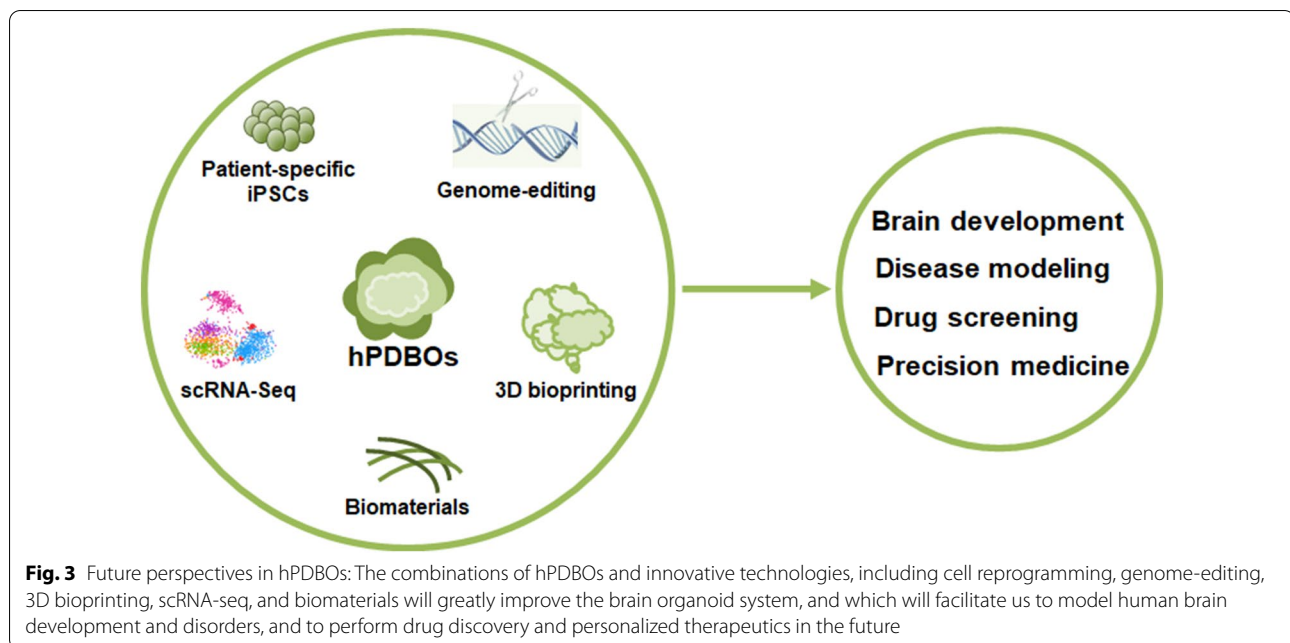 Patient-specific
iPSCs
Genome-editing
hPDBOs
scRNA-Seq
3D bioprinting
Biomaterials
Brain development
Disease modeling
Drug screening
Precision medicine
Fig. 3 Future perspectives in hPDBOs: The combinations of hPDBOs and innovative technologies, including cell reprogramming, genome-editing,
3D bioprinting, scRNA-seq, and biomaterials will greatly improve the brain organoid system, and which will facilitate us to model human brain
development and disorders, and to perform drug discovery and personalized therapeutics in the future